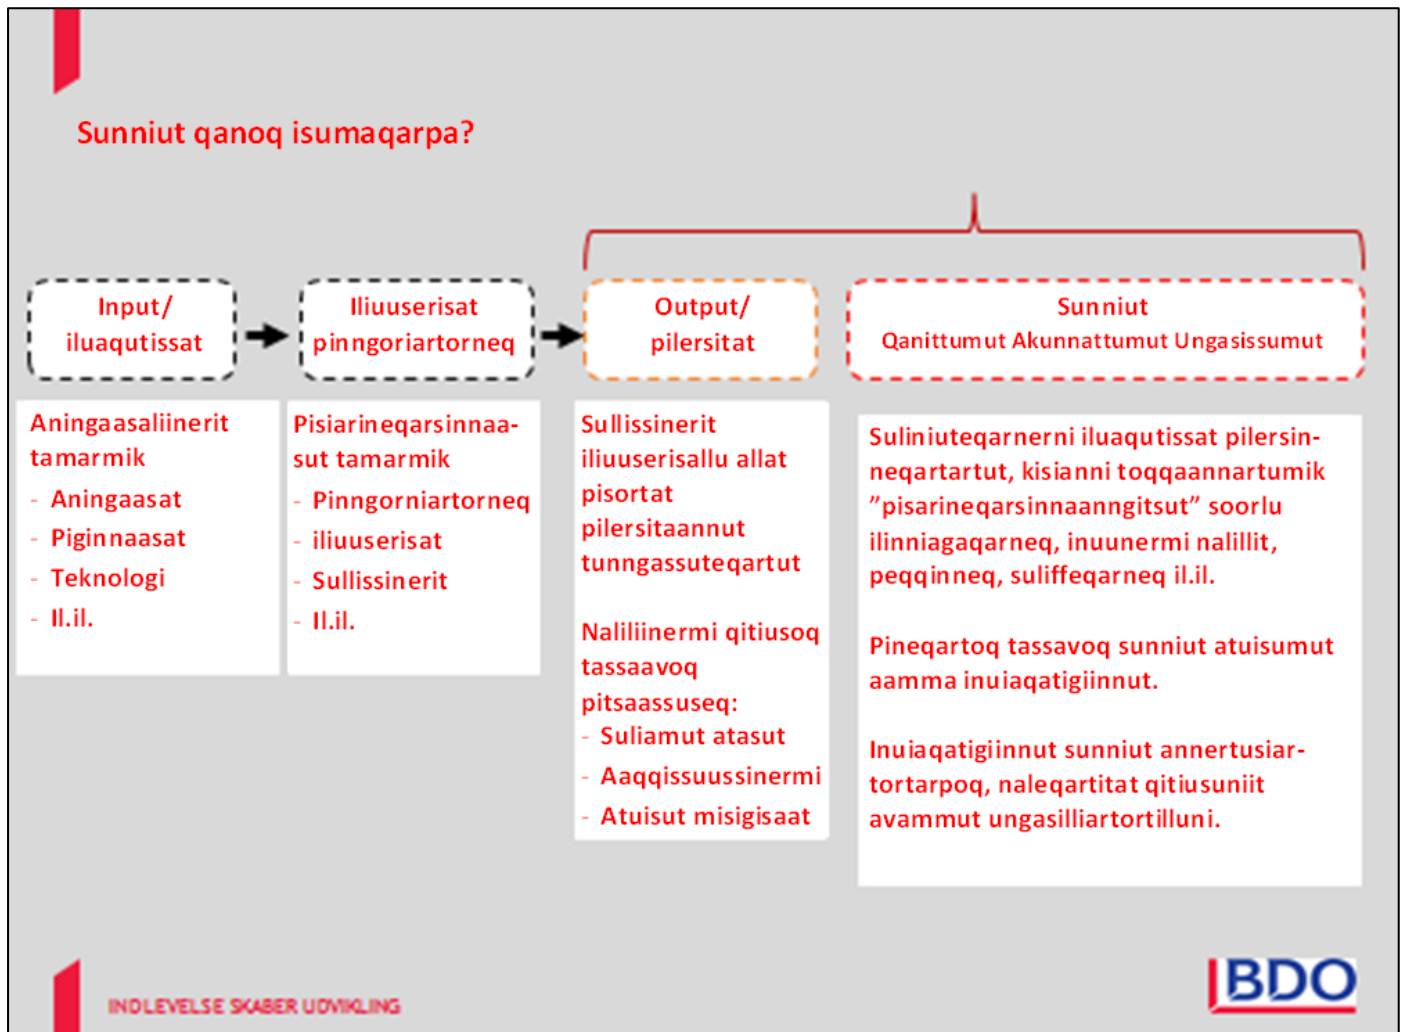 Sunniut qanoq isumaqarpa?
Input/
iluaqutissat
Iliuuserisat
pinngoriartorneq
Output/
pilersitat
Sunniut
Qanittumut Akunnattumut Ungasissumut
Aningaasaliinerit
tamarmik
- Aningaasat
- Piginnaasat
- Teknologi
- Il.il.
Pisiarineqarsinnaa-
sut tamarmik
- Pinngorniartorneq
- iliuuserisat
- Sullissinerit
- Il.il.
Sullissinerit
iliuuserisallu allat
pisortat
pilersitaannut
tunngassuteqartut
Naliliinermi qitiusoq
tassaavoq
pitsaassuseq:
- Suliamut atasut
- Aaqqissuussinermi
- Atuisut misigisaat
Suliniuteqarnerni iluaqutissat pilersin-
neqartartut, kisianni toqqaannartumik
”pisarineqarsinnaanngitsut” soorlu
ilinniagaqarneq, inuunermi nalillit,
peqqinneq, suliffeqarneq il.il.
Pineqartoq tassavoq sunniut atuisumut
aamma inuiaqatigiinnut.
Inuiaqatigiinnut sunniut annertusiar-
tortarpoq, naleqartitat qitiusuniit
avammut ungasilliartortilluni.
INDLEVELSE SKABER UDVIKLING
BDO